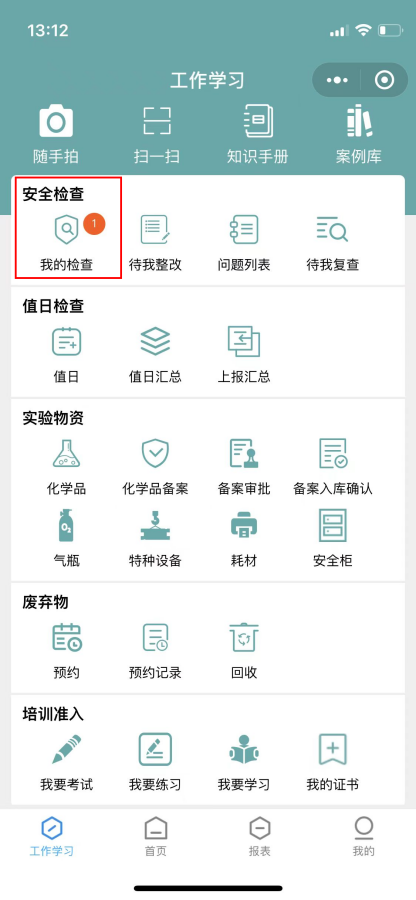 13:12
工作学习
随手拍 扫一扫 知识手册 案例库
安全检查
1
我的检查 待我整改 问题列表 待我复查
值日检查
值日 值日汇总 上报汇总
实验物资
化学品 化学品备案 备案审批 备案入库确认
O2
气瓶 特种设备 耗材 安全柜
废弃物
预约 预约记录 回收
培训准入
我要考试 我要练习 我要学习 我的证书
工作学习 首页 报表 我的